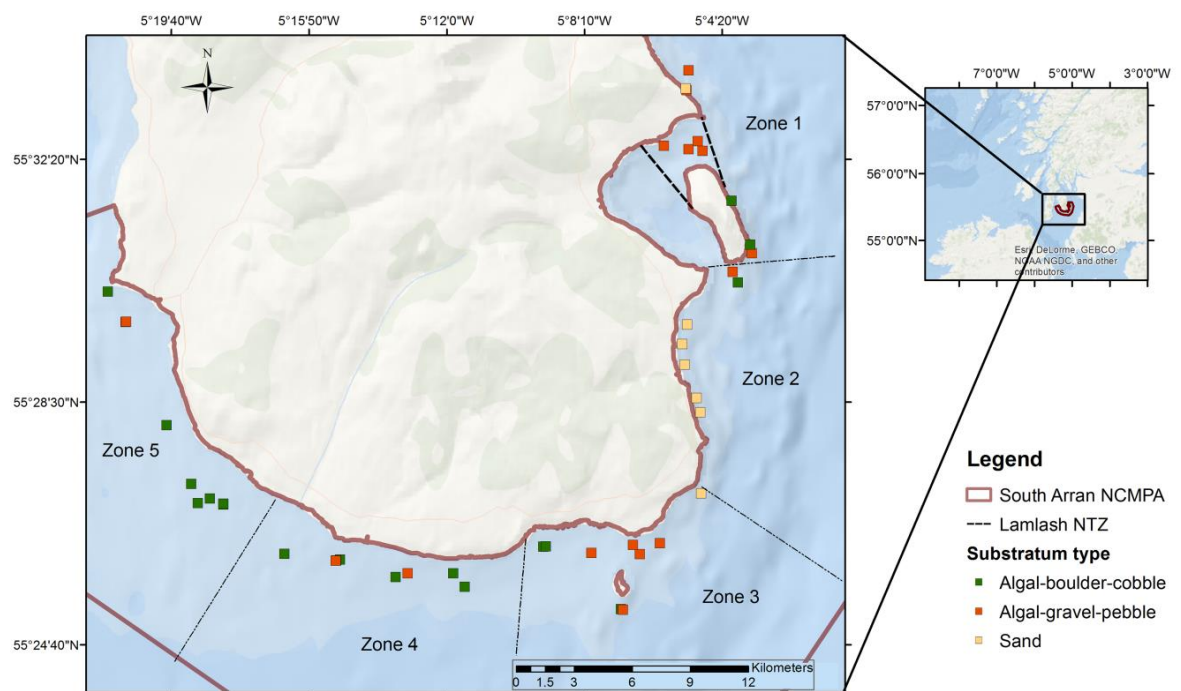 5°19'40"W 5°15'50"W 5°12'0"W 5°8'10"W 5°4'20"W
N
Zone 1
55°32'20"N
Zone 2
55°28'30"N
Zone 5
Zone 3
55°24'40"N
Zone 4
Kilometers
0 1.5 3 6 9 12
7°0'0"W 5°0'0"W 3°0'0"W
57°0'0"N
56°0'0"N
55°0'0"N
Esri, DeLorme, GEBCO,
NOAA NGDC, and other
contributors
Legend
South Arran NCMPA
Lamlash NTZ
Substratum type
Algal-boulder-cobble
Algal-gravel-pebble
Sand